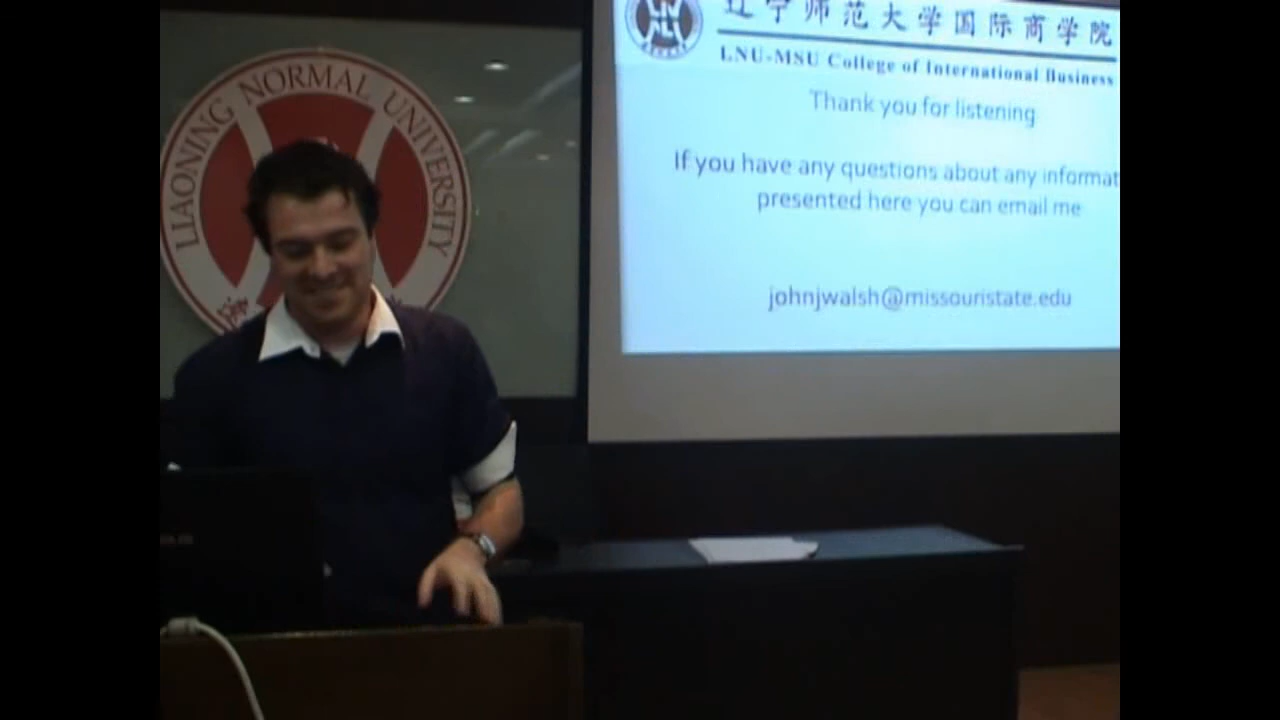 LIAONING NORMAL UNIVERSITY
辽宁师范大学国际商学院
LNU-MSU College of International Business
Thank you for listening
If you have any questions about any informat
presented here you can email me
johnjwalsh@missouristate.edu